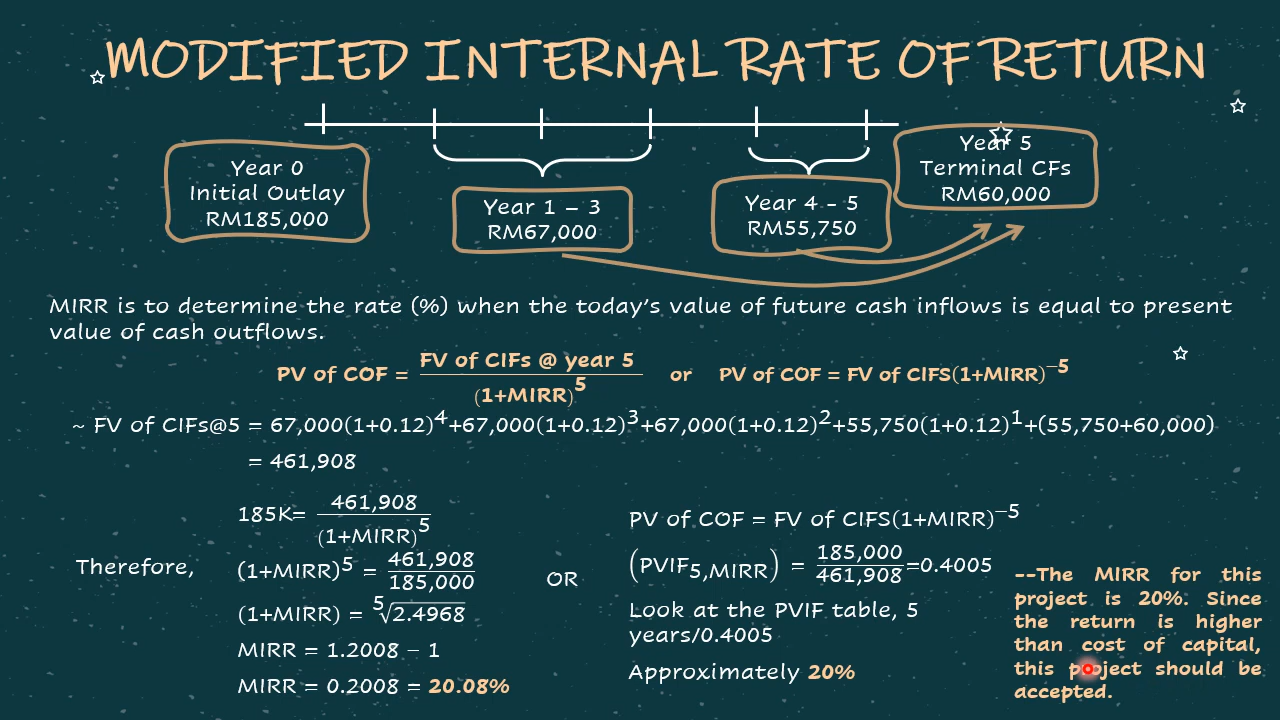 MODIFIED INTERNAL RATE OF RETURN
Year 0
Initial Outlay
RM185,000
Year 1 – 3
RM67,000
Year 4 - 5
RM55,750
Year 5
Terminal CFs
RM60,000
MIRR is to determine the rate (%) when the today's value of future cash inflows is equal to present
value of cash outflows.
PV of COF = FV of CIFs @ year 5 / (1+MIRR)^5 or PV of COF = FV of CIFS(1+MIRR)^−5
~ FV of CIFs@5 = 67,000(1+0.12)^4+67,000(1+0.12)^3+67,000(1+0.12)^2+55,750(1+0.12)^1+(55,750+60,000)
= 461,908
Therefore,
185K= 461,908 / (1+MIRR)^5
(1+MIRR)^5 = 461,908 / 185,000
(1+MIRR) = ⁵√2.4968
MIRR = 1.2008 – 1
MIRR = 0.2008 = 20.08%
OR
PV of COF = FV of CIFS(1+MIRR)^−5
(PVIF5,MIRR) = 185,000 / 461,908 =0.4005
Look at the PVIF table, 5
years/0.4005
Approximately 20%
--The MIRR for this
project is 20%. Since
the return is higher
than cost of capital,
this project should be
accepted.